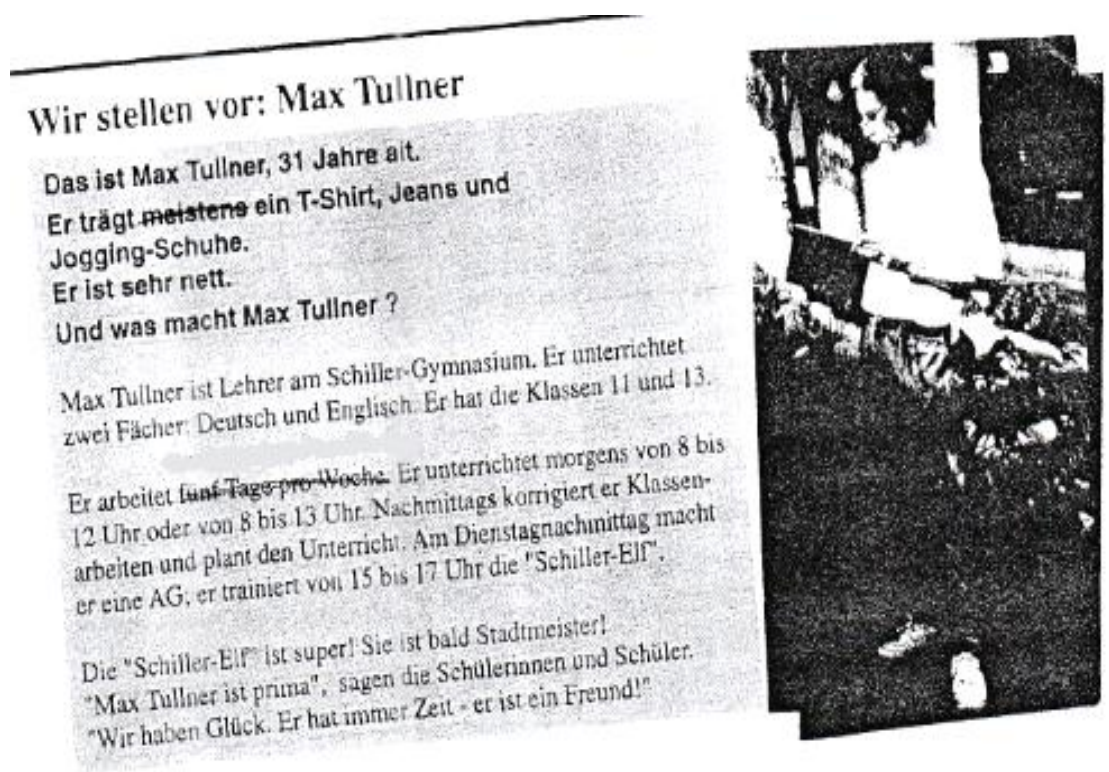 Wir stellen vor: Max Tullner
Das ist Max Tullner, 31 Jahre alt.
Er trägt meistens ein T-Shirt, Jeans und
Jogging-Schuhe.
Er ist sehr nett.
Und was macht Max Tullner ?
Max Tullner ist Lehrer am Schiller-Gymnasium. Er unterrichtet
zwei Fächer: Deutsch und Englisch. Er hat die Klassen 11 und 13.
Er arbeitet fünf Tage pro Woche. Er unterrichtet morgens von 8 bis
12 Uhr oder von 8 bis 13 Uhr. Nachmittags korrigiert er Klassen-
arbeiten und plant den Unterricht. Am Dienstagnachmittag macht
er eine AG, er trainiert von 15 bis 17 Uhr die "Schiller-Elf".
Die "Schiller-Elf" ist super! Sie ist bald Stadtmeister!
"Max Tullner ist prima", sagen die Schülerinnen und Schüler.
"Wir haben Glück. Er hat immer Zeit - er ist ein Freund!"